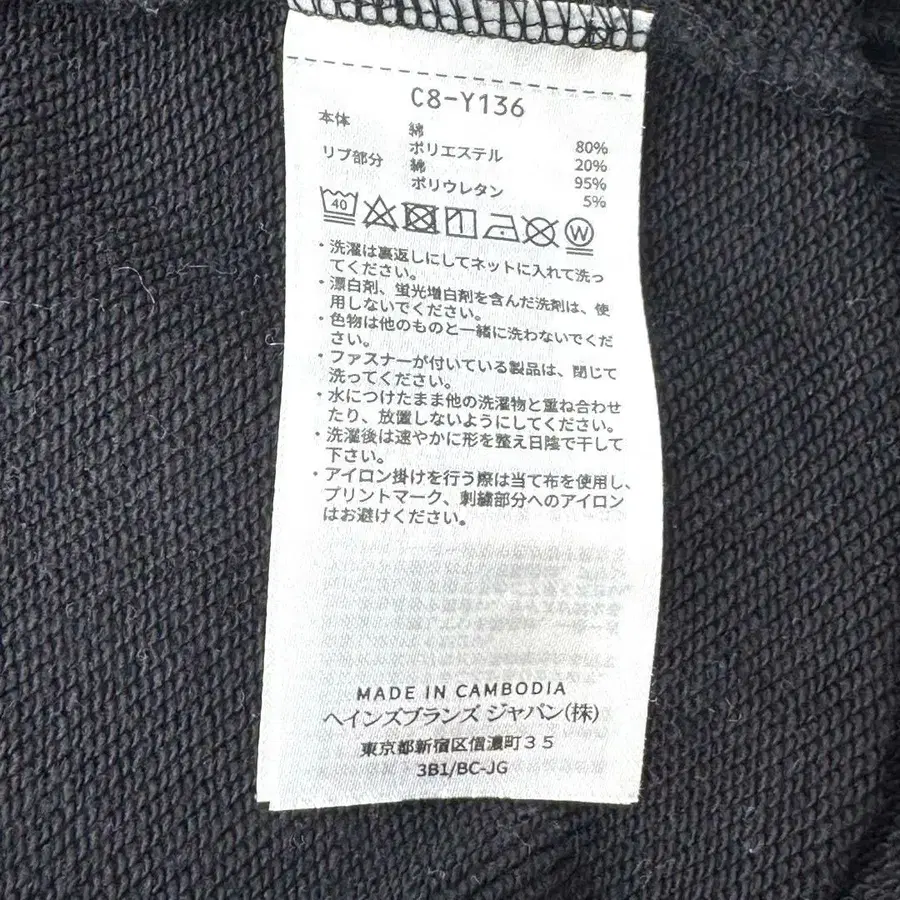 C8-Y136
本体 綿 80%
ポリエステル 20%
リブ部分 綿 95%
ポリウレタン 5%
40
W
・洗濯は裏返しにしてネットに入れて洗っ
てください。
・漂白剤、蛍光増白剤を含んだ洗剤は、使
用しないでください。
・色物は他のものと一緒に洗わないでくだ
さい。
・ファスナーが付いている製品は、閉じて
洗ってください。
・水につけたまま他の洗濯物と重ね合わせ
たり、放置しないようにしてください。
・洗濯後は速やかに形を整え日陰で干して
下さい。
・アイロン掛けを行う際は当て布を使用し、
プリントマーク、刺繍部分へのアイロン
はお避けください。
MADE IN CAMBODIA
ヘインズブランズ ジャパン(株)
東京都新宿区信濃町35
3B1/BC-JG